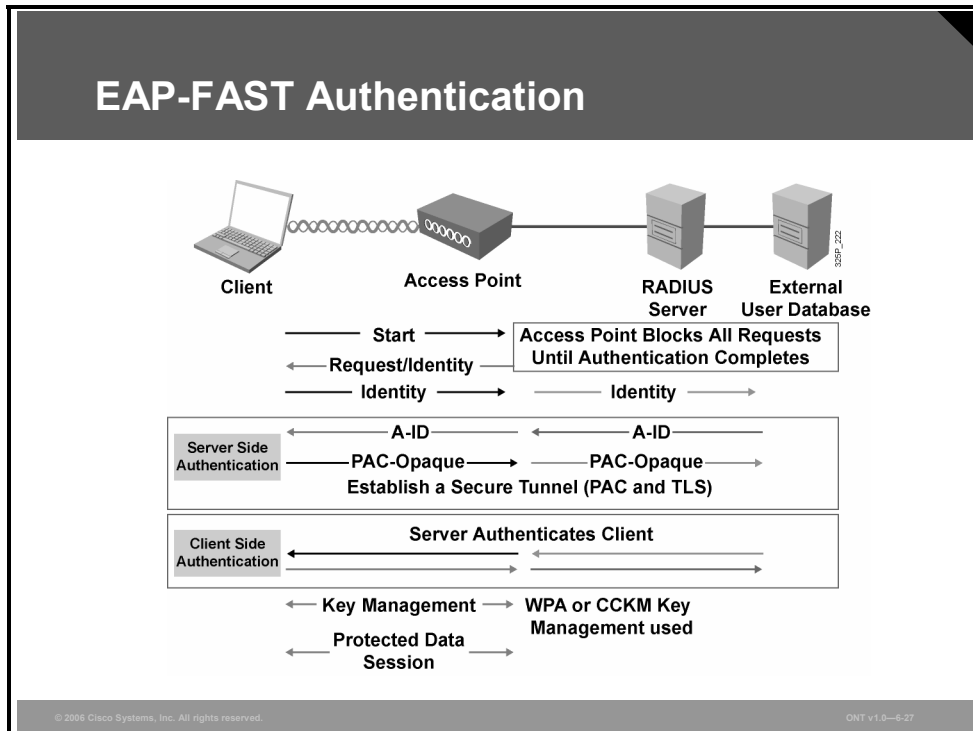 EAP-FAST Authentication
325P_222
Client
Access Point
RADIUS
Server
External
User Database
Start
Access Point Blocks All Requests
Until Authentication Completes
Request/Identity
Identity
Identity
Server Side
Authentication
A-ID
A-ID
PAC-Opaque
PAC-Opaque
Establish a Secure Tunnel (PAC and TLS)
Client Side
Authentication
Server Authenticates Client
Key Management
WPA or CCKM Key
Management used
Protected Data
Session
© 2006 Cisco Systems, Inc. All rights reserved.
ONT v1.0—6-27